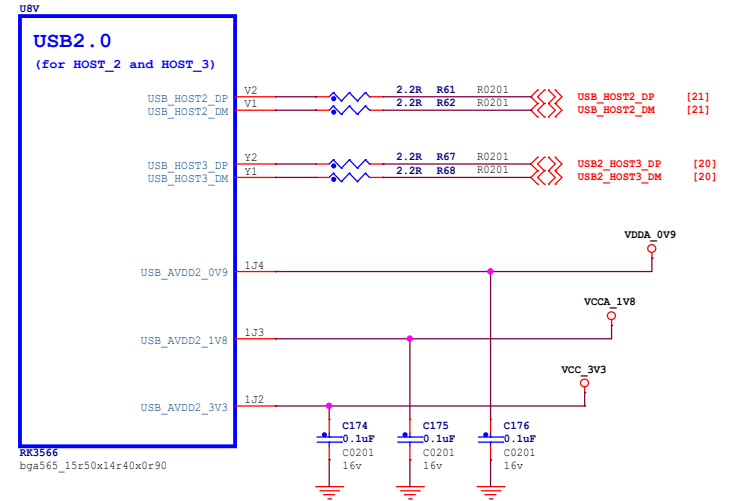 U8V
USB2.0
(for HOST_2 and HOST_3)
USB_HOST2_DP V2 2.2R R61 R0201 USB_HOST2_DP [21]
USB_HOST2_DM V1 2.2R R62 R0201 USB_HOST2_DM [21]
USB_HOST3_DP Y2 2.2R R67 R0201 USB2_HOST3_DP [20]
USB_HOST3_DM Y1 2.2R R68 R0201 USB2_HOST3_DM [20]
VDDA_0V9
USB_AVDD2_0V9 1J4
VCCA_1V8
USB_AVDD2_1V8 1J3
VCC_3V3
USB_AVDD2_3V3 1J2
C174 C175 C176
0.1uF 0.1uF 0.1uF
RK3566 C0201 C0201 C0201
bga565_15r50x14r40x0r90 16v 16v 16v